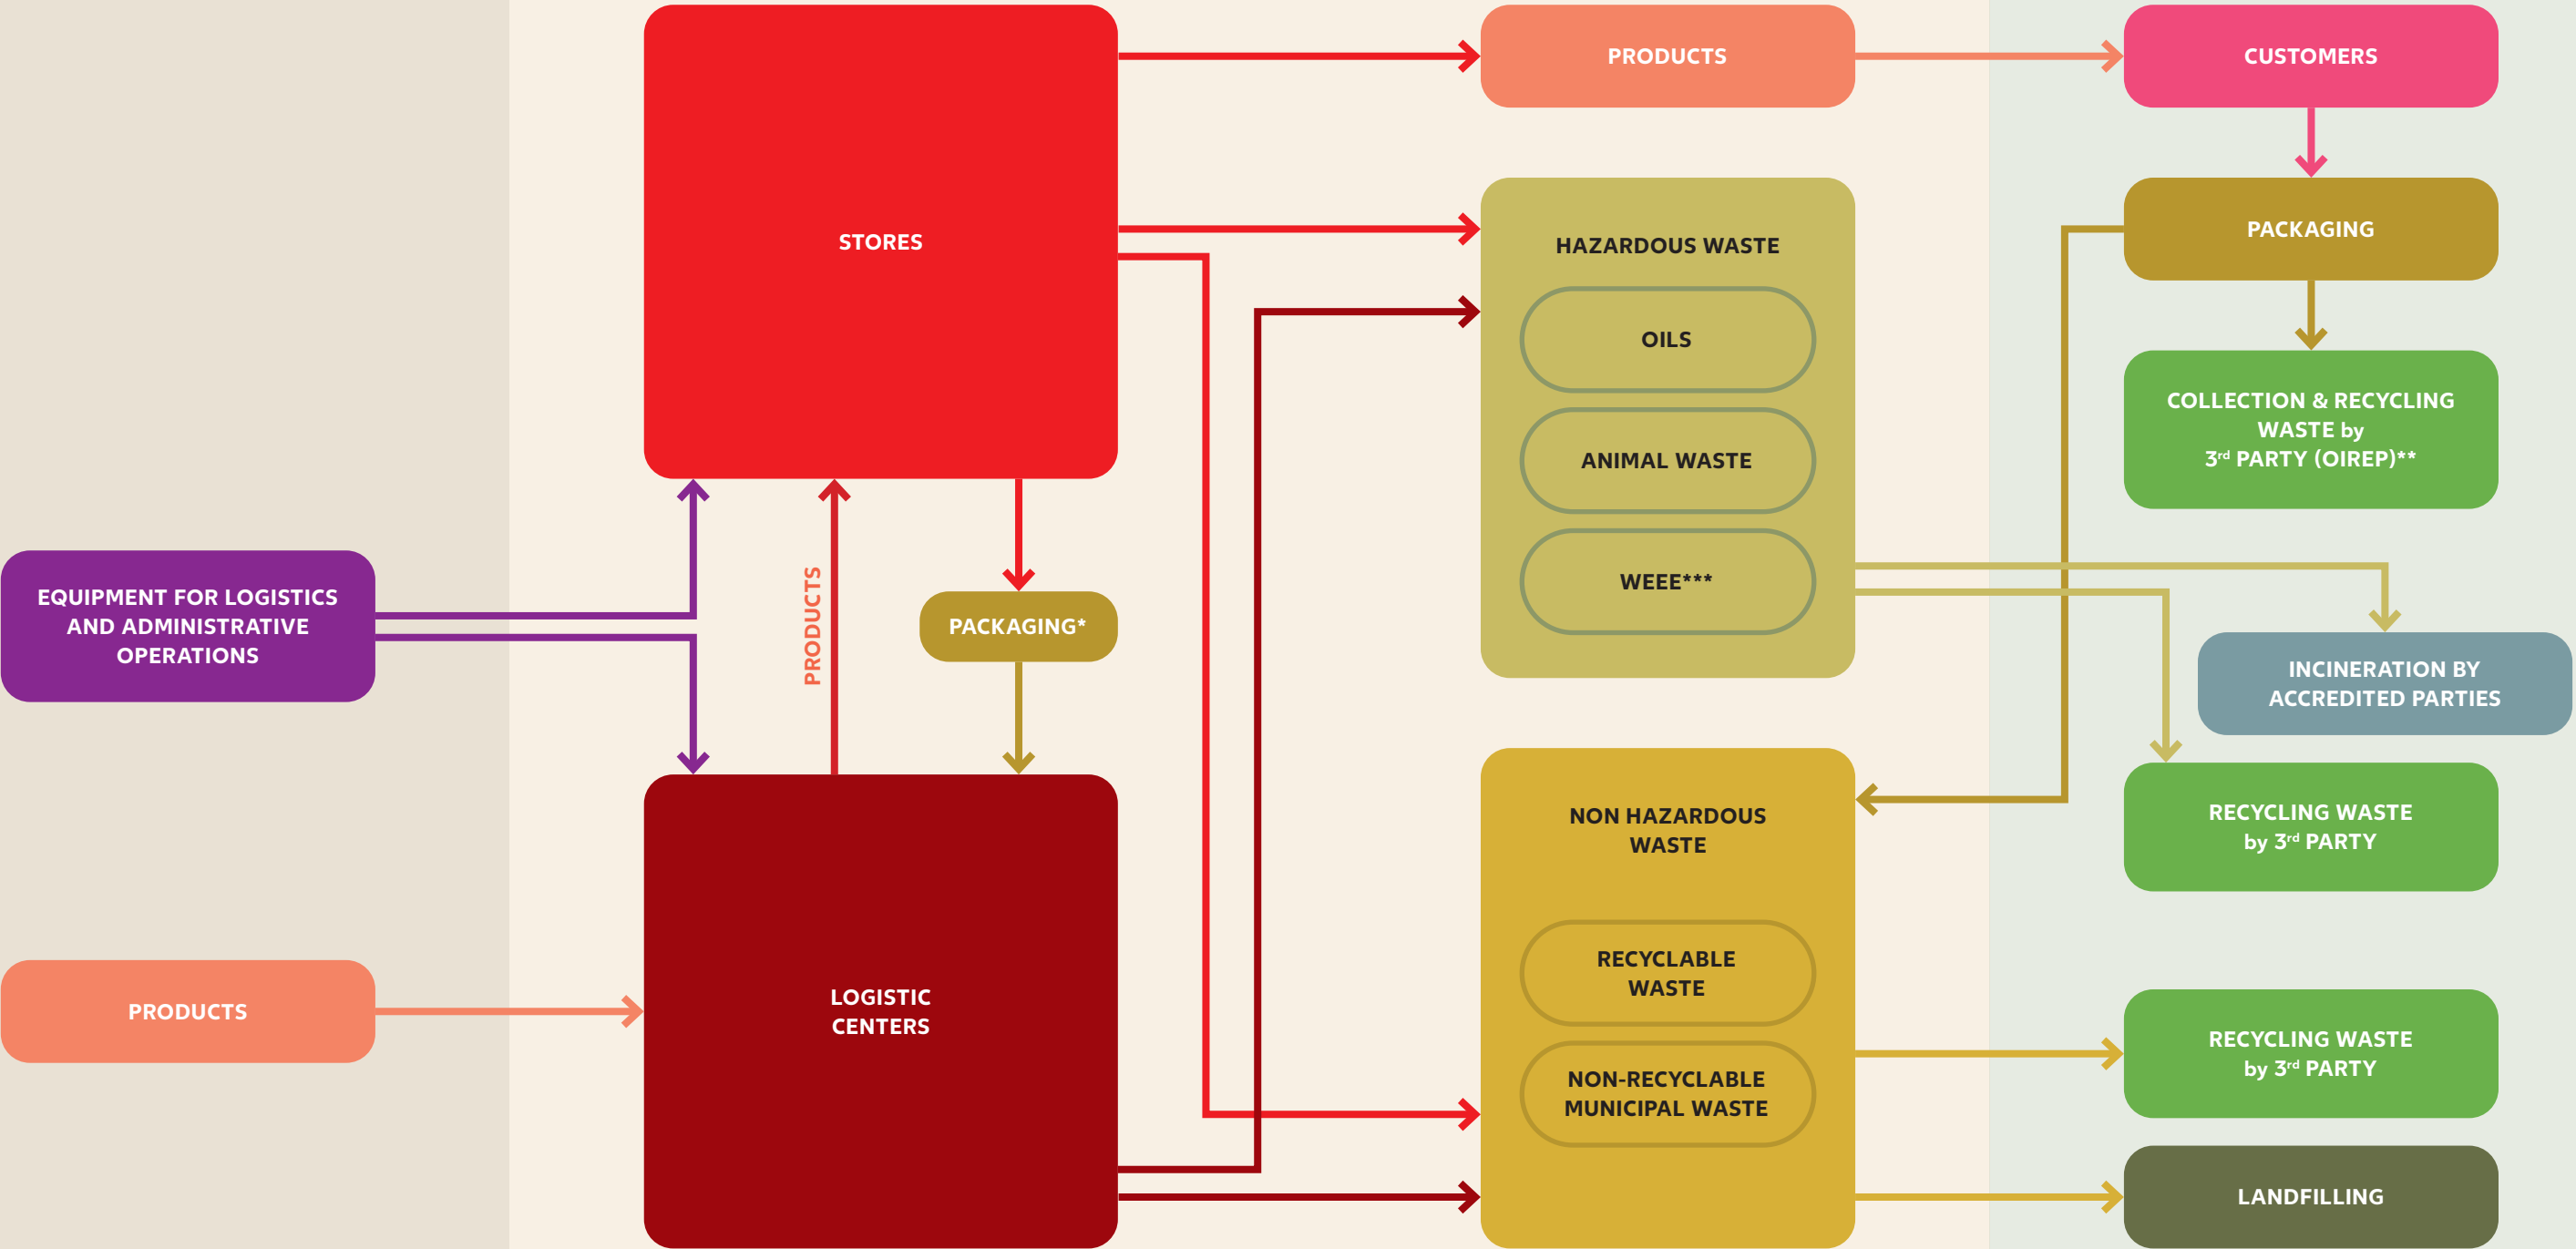 EQUIPMENT FOR LOGISTICS
AND ADMINISTRATIVE
OPERATIONS
PRODUCTS
STORES
PRODUCTS
PACKAGING*
LOGISTIC
CENTERS
PRODUCTS
HAZARDOUS WASTE
OILS
ANIMAL WASTE
WEEE***
NON HAZARDOUS
WASTE
RECYCLABLE
WASTE
NON-RECYCLABLE
MUNICIPAL WASTE
CUSTOMERS
PACKAGING
COLLECTION & RECYCLING
WASTE by
3rd PARTY (OIREP)**
INCINERATION BY
ACCREDITED PARTIES
RECYCLING WASTE
by 3rd PARTY
RECYCLING WASTE
by 3rd PARTY
LANDFILLING